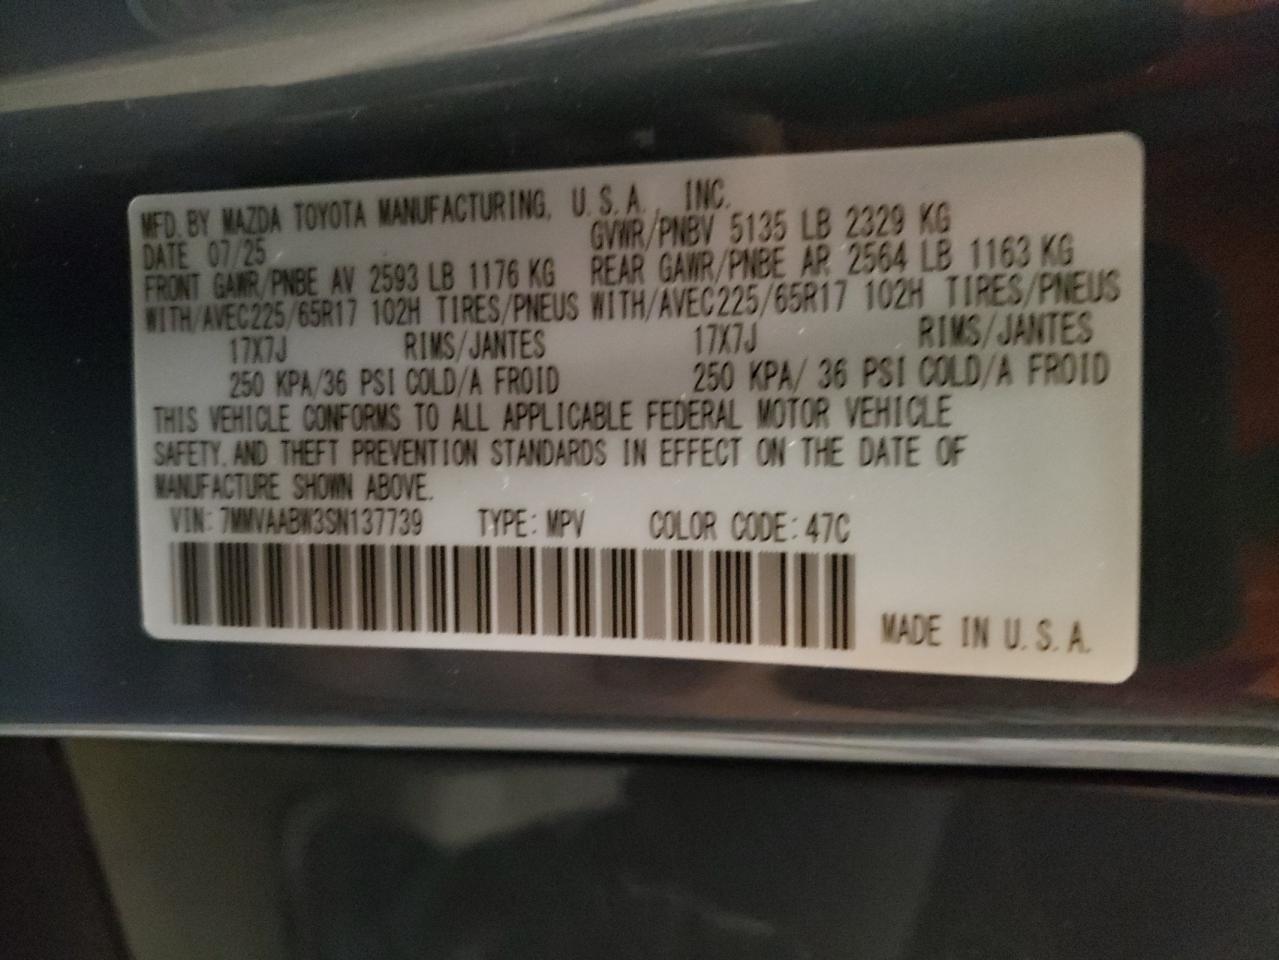 MFD. BY MAZDA TOYOTA MANUFACTURING, U.S.A., INC.
DATE 07/25 GVWR/PNBV 5135 LB 2329 KG
FRONT GAWR/PNBE AV 2593 LB 1176 KG REAR GAWR/PNBE AR 2564 LB 1163 KG
WITH/AVEC225/65R17 102H TIRES/PNEUS WITH/AVEC225/65R17 102H TIRES/PNEUS
17X7J RIMS/JANTES 17X7J RIMS/JANTES
250 KPA/36 PSI COLD/A FROID 250 KPA/ 36 PSI COLD/A FROID
THIS VEHICLE CONFORMS TO ALL APPLICABLE FEDERAL MOTOR VEHICLE
SAFETY, AND THEFT PREVENTION STANDARDS IN EFFECT ON THE DATE OF
MANUFACTURE SHOWN ABOVE.
VIN: 7MMVAABW3SN137739 TYPE: MPV COLOR CODE: 47C
MADE IN U.S.A.